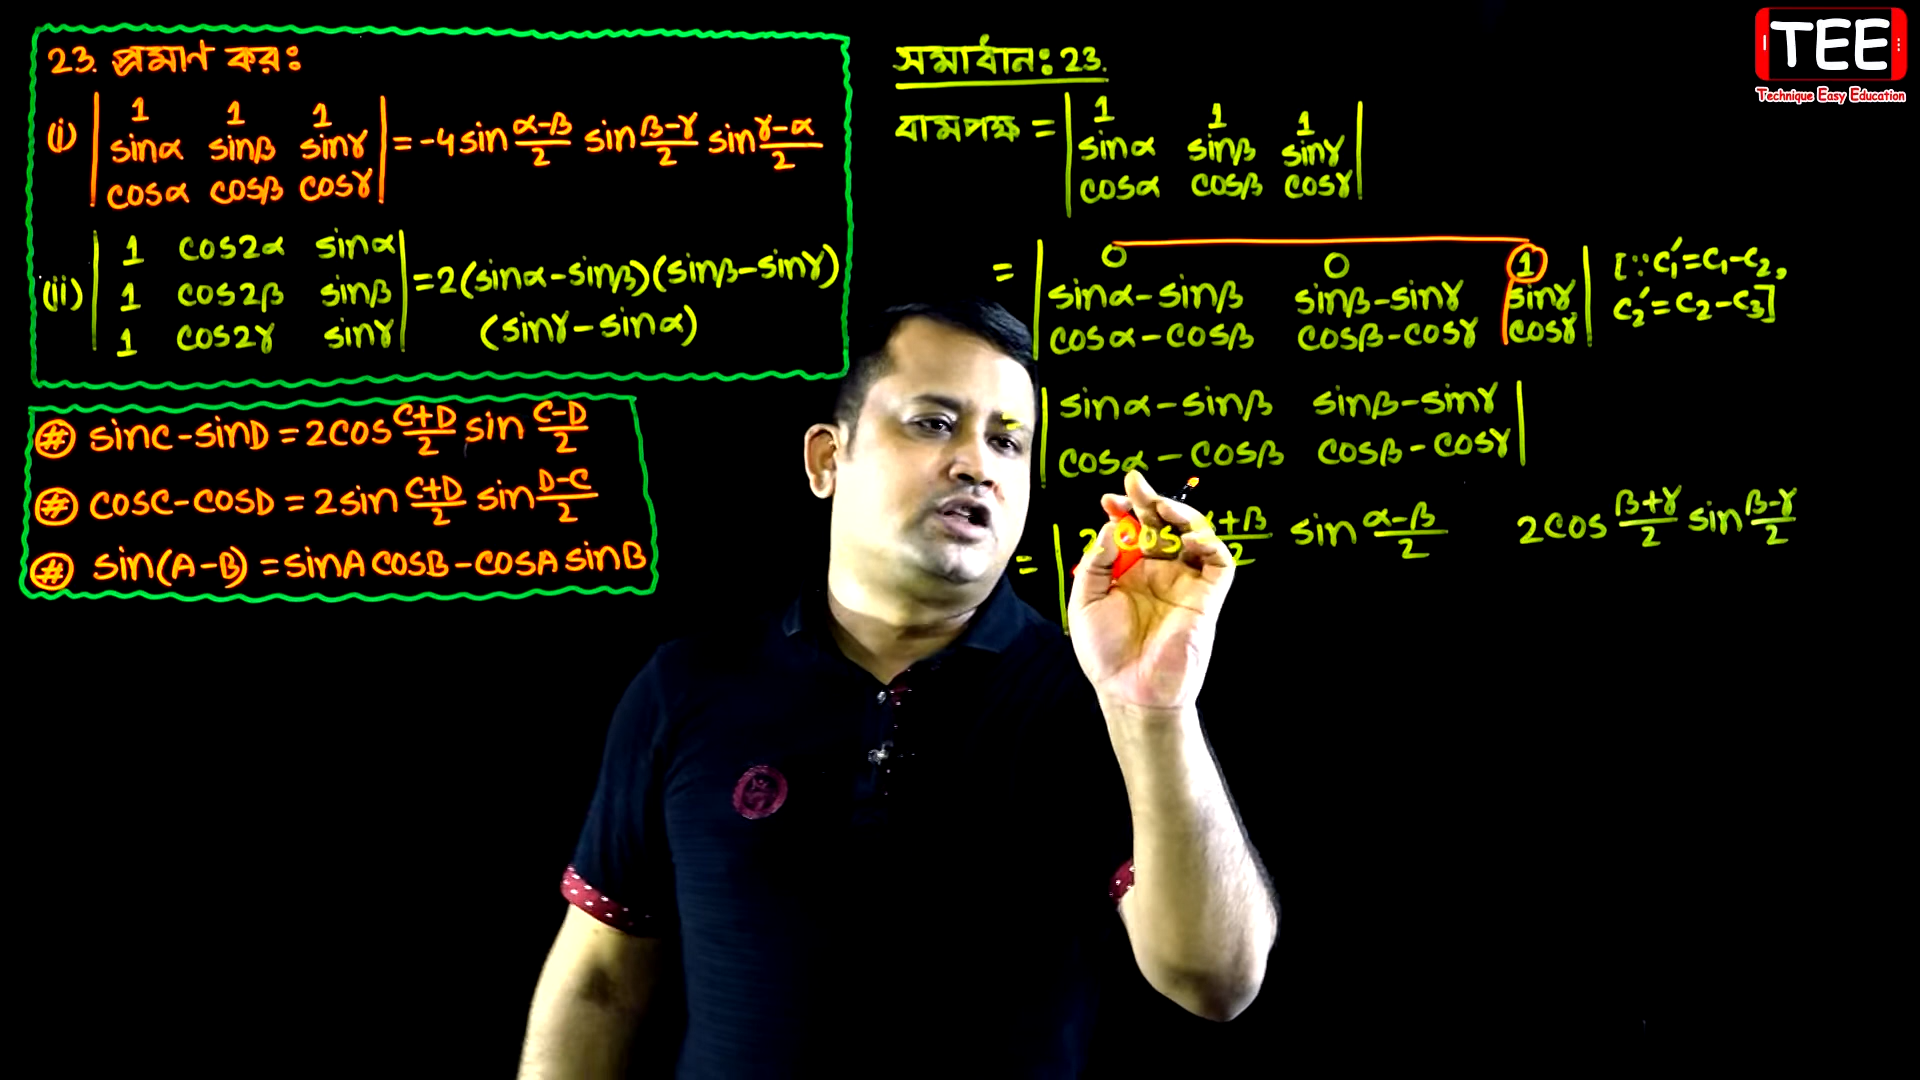 23. প্রমাণ কর:
(i) | 1 1 1 |
| sinα sinβ sinγ | = -4 sin (α-β)/2 sin (β-γ)/2 sin (γ-α)/2
| cosα cosβ cosγ |
(ii) | 1 cos2α sinα |
| 1 cos2β sinβ | = 2(sinα-sinβ)(sinβ-sinγ)
| 1 cos2γ sinγ | (sinγ-sinα)
# sinC-sinD = 2cos (C+D)/2 sin (C-D)/2
# cosC-cosD = 2sin (C+D)/2 sin (D-C)/2
# sin(A-B) = sinA cosB - cosA sinB
সমাধান: 23.
বামপক্ষ = | 1 1 1 |
| sinα sinβ sinγ |
| cosα cosβ cosγ |
= | 0 0 1 | [∵ c₁′=c₁-c₂,
| sinα-sinβ sinβ-sinγ sinγ | c₂′=c₂-c₃]
| cosα-cosβ cosβ-cosγ cosγ |
| sinα-sinβ sinβ-sinγ |
| cosα-cosβ cosβ-cosγ |
= | 2cos +β/2 sin (α-β)/2 2cos (β+γ)/2 sin (β-γ)/2
TEE
Technique Easy Education